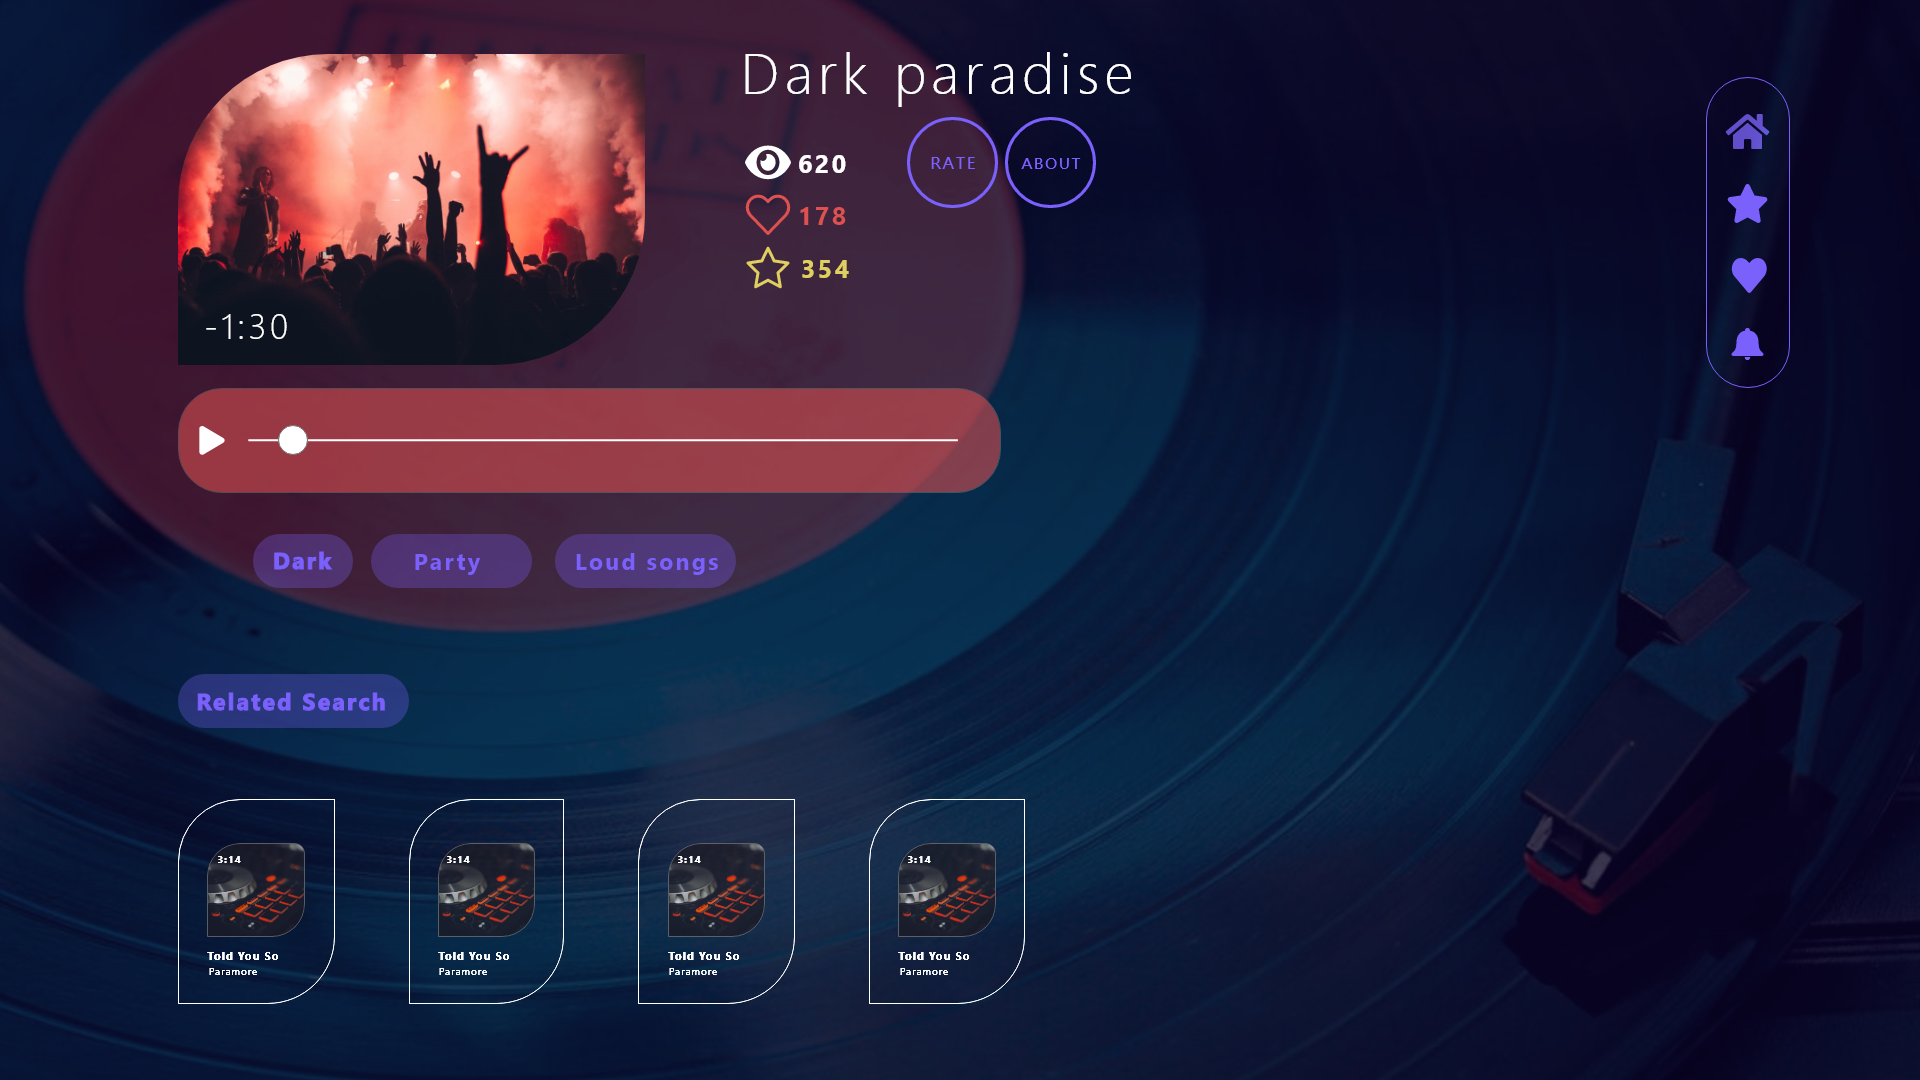 Dark paradise
620
RATE
ABOUT
178
354
-1:30
Dark
Party
Loud songs
Related Search
3:14
Told You So
Paramore
3:14
Told You So
Paramore
3:14
Told You So
Paramore
3:14
Told You So
Paramore